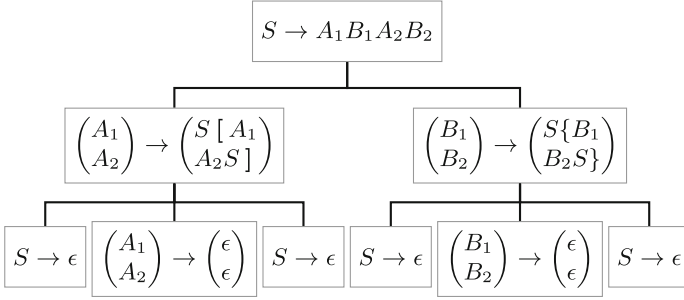 S → A₁B₁A₂B₂
(A₁ A₂) → (S [ A₁ A₂S ])
(B₁ B₂) → (S{B₁ B₂S})
S → ϵ
(A₁ A₂) → (ϵ ϵ)
S → ϵ
S → ϵ
(B₁ B₂) → (ϵ ϵ)
S → ϵ